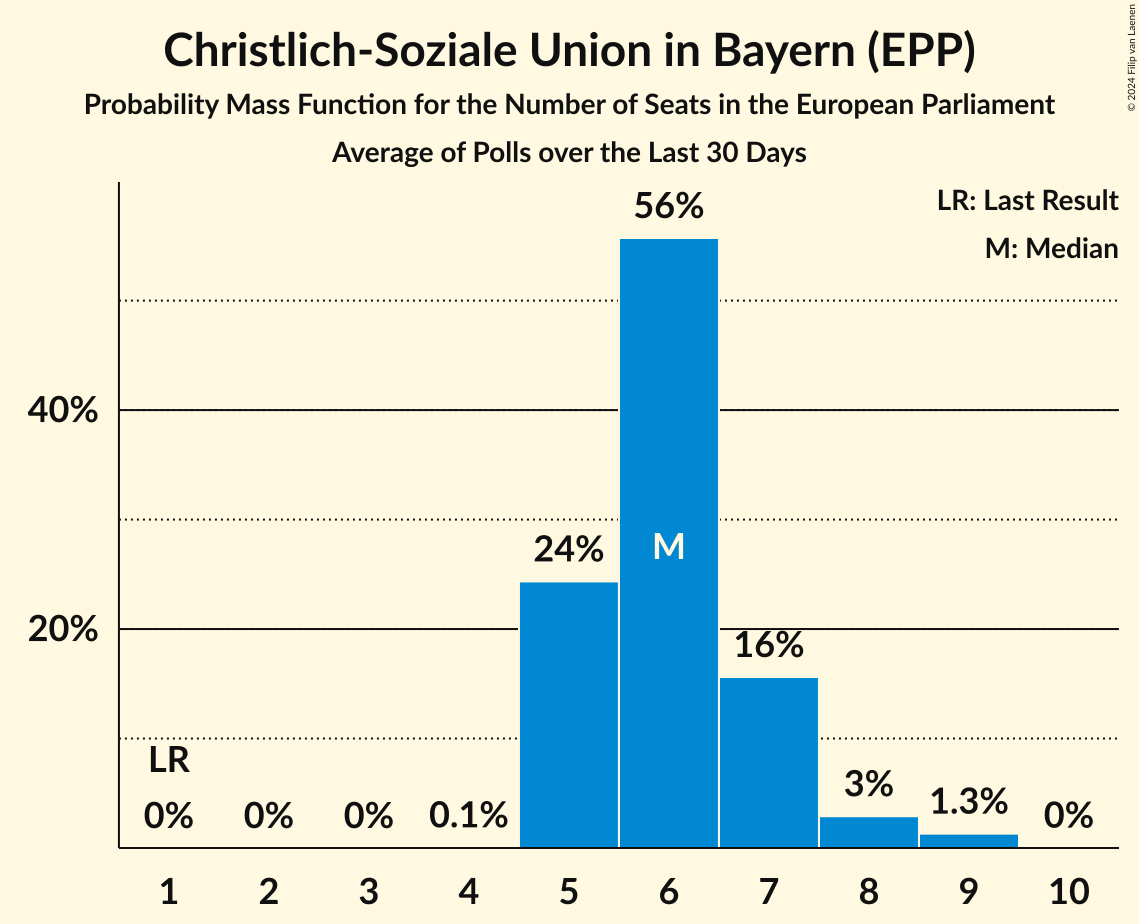 Christlich-Soziale Union in Bayern (EPP)
Probability Mass Function for the Number of Seats in the European Parliament
Average of Polls over the Last 30 Days
© 2024 Filip van Laenen
LR: Last Result
M: Median
56%
40%
24%
M
20%
16%
LR
0%
0%
0%
0.1%
3%
1.3%
0%
1 2 3 4 5 6 7 8 9 10